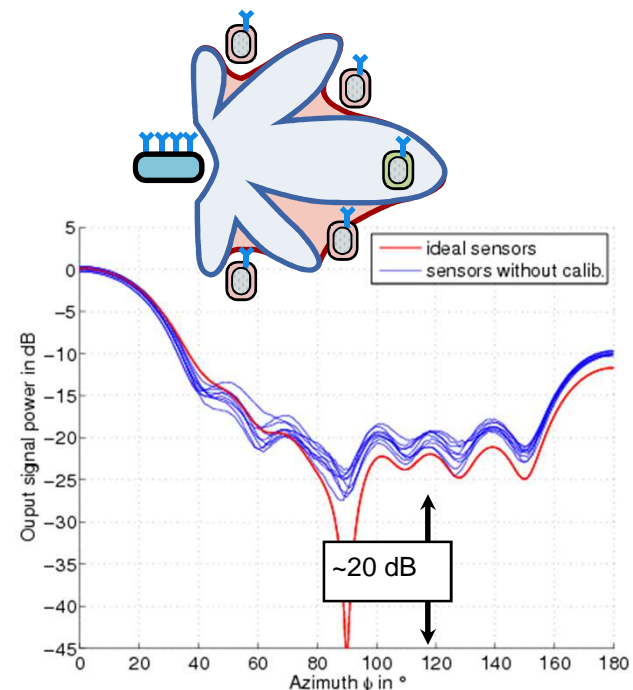 5
0
−5
−10
−15
−20
−25
−30
−35
−40
−45
0 20 40 60 80 100 120 140 160 180
Ouput signal power in dB
Azimuth ψ in °
ideal sensors
sensors without calib.
~20 dB